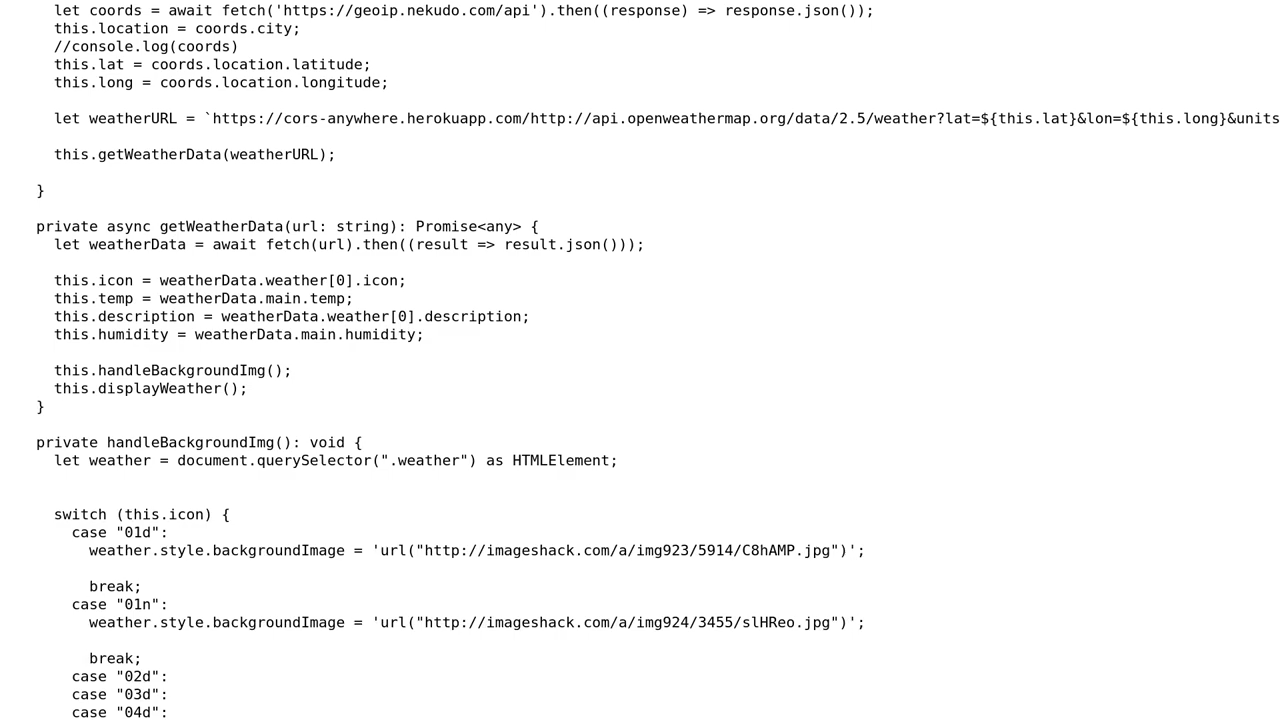 let coords = await fetch('https://geoip.nekudo.com/api').then((response) => response.json());
this.location = coords.city;
//console.log(coords)
this.lat = coords.location.latitude;
this.long = coords.location.longitude;
let weatherURL = `https://cors-anywhere.herokuapp.com/http://api.openweathermap.org/data/2.5/weather?lat=${this.lat}&lon=${this.long}&units
this.getWeatherData(weatherURL);
}
private async getWeatherData(url: string): Promise<any> {
let weatherData = await fetch(url).then((result => result.json()));
this.icon = weatherData.weather[0].icon;
this.temp = weatherData.main.temp;
this.description = weatherData.weather[0].description;
this.humidity = weatherData.main.humidity;
this.handleBackgroundImg();
this.displayWeather();
}
private handleBackgroundImg(): void {
let weather = document.querySelector(".weather") as HTMLElement;
switch (this.icon) {
case "01d":
weather.style.backgroundImage = 'url("http://imageshack.com/a/img923/5914/C8hAMP.jpg")';
break;
case "01n":
weather.style.backgroundImage = 'url("http://imageshack.com/a/img924/3455/slHReo.jpg")';
break;
case "02d":
case "03d":
case "04d":